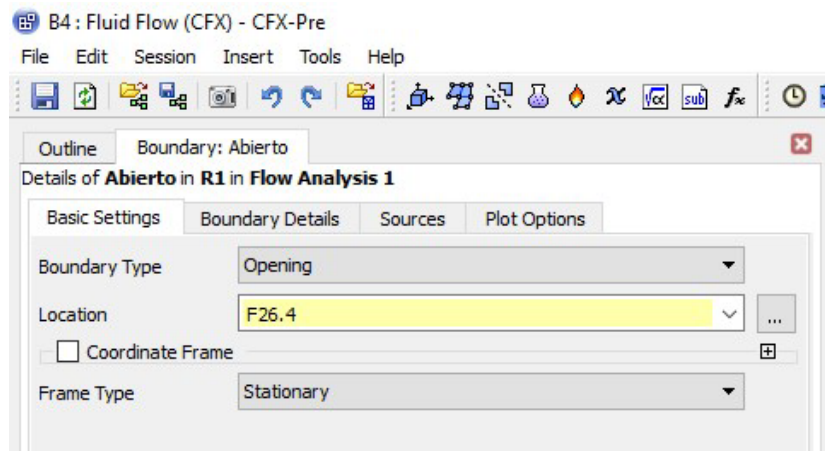 B4 : Fluid Flow (CFX) - CFX-Pre
File Edit Session Insert Tools Help
√α sub fx
Outline Boundary: Abierto
Details of Abierto in R1 in Flow Analysis 1
Basic Settings Boundary Details Sources Plot Options
Boundary Type Opening
Location F26.4 ...
Coordinate Frame
Frame Type Stationary